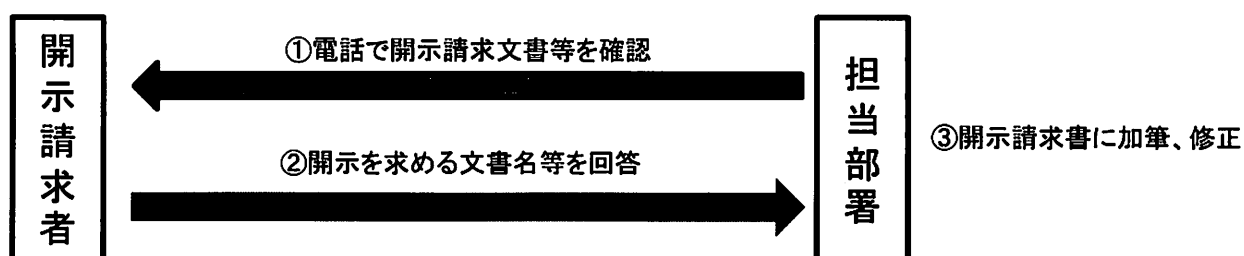 開示請求者
①電話で開示請求文書等を確認
②開示を求める文書名等を回答
担当部署
③開示請求書に加筆、修正